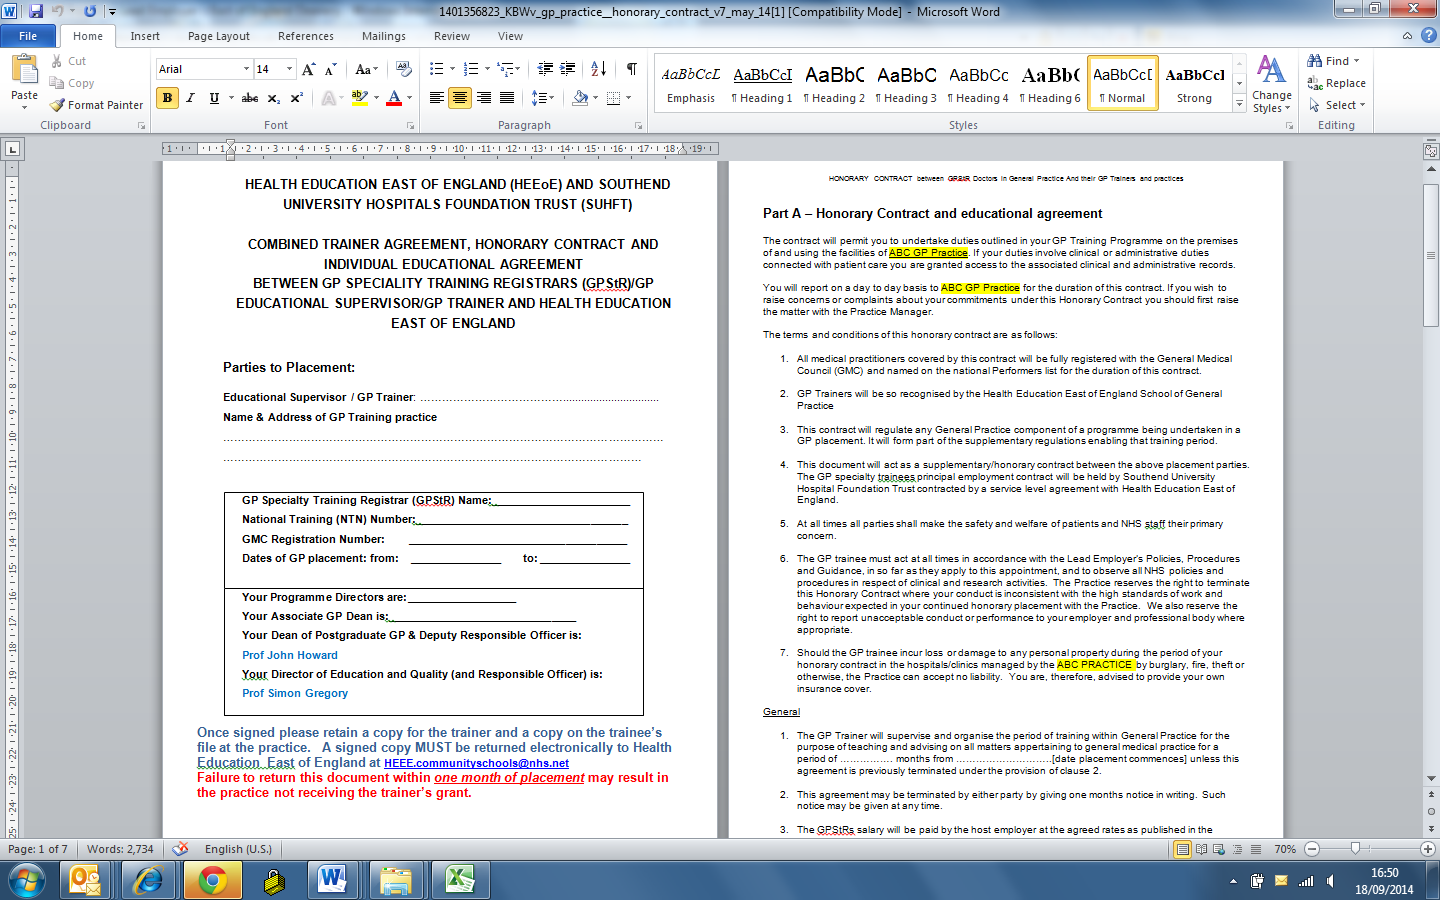 1401356823_KBWv_gp_practice__honorary_contract_v7_may_14[1] [Compatibility Mode] - Microsoft Word
File Home Insert Page Layout References Mailings Review View
Paste
Cut
Copy
Format Painter
Clipboard
Arial 14
Font
Paragraph
AaBbCcL AaBbCcI AaBbC AaBbC AaBbCc AaBb( AaBbCcD AaBbCcI
Emphasis ¶ Heading 1 ¶ Heading 2 ¶ Heading 3 ¶ Heading 4 ¶ Heading 6 ¶ Normal Strong
Styles
Change Styles
Find
Replace
Select
Editing
HEALTH EDUCATION EAST OF ENGLAND (HEEoE) AND SOUTHEND
UNIVERSITY HOSPITALS FOUNDATION TRUST (SUHFT)
COMBINED TRAINER AGREEMENT, HONORARY CONTRACT AND
INDIVIDUAL EDUCATIONAL AGREEMENT
BETWEEN GP SPECIALITY TRAINING REGISTRARS (GPStR)/GP
EDUCATIONAL SUPERVISOR/GP TRAINER AND HEALTH EDUCATION
EAST OF ENGLAND
Parties to Placement:
Educational Supervisor / GP Trainer: ..............................
Name & Address of GP Training practice
GP Specialty Training Registrar (GPStR) Name:____________________
National Training (NTN) Number:____________________
GMC Registration Number: ____________________
Dates of GP placement: from: ______________ to: ______________
Your Programme Directors are:__________________
Your Associate GP Dean is:____________________
Your Dean of Postgraduate GP & Deputy Responsible Officer is:
Prof John Howard
Your Director of Education and Quality (and Responsible Officer) is:
Prof Simon Gregory
Once signed please retain a copy for the trainer and a copy on the trainee's
file at the practice. A signed copy MUST be returned electronically to Health
Education East of England at HEEE.communityschools@nhs.net
Failure to return this document within one month of placement may result in
the practice not receiving the trainer's grant.
HONORARY CONTRACT between GPStR Doctors in General Practice And their GP Trainers and practices
Part A – Honorary Contract and educational agreement
The contract will permit you to undertake duties outlined in your GP Training Programme on the premises
of and using the facilities of ABC GP Practice. If your duties involve clinical or administrative duties
connected with patient care you are granted access to the associated clinical and administrative records.
You will report on a day to day basis to ABC GP Practice for the duration of this contract. If you wish to
raise concerns or complaints about your commitments under this Honorary Contract you should first raise
the matter with the Practice Manager.
The terms and conditions of this honorary contract are as follows:
1. All medical practitioners covered by this contract will be fully registered with the General Medical
Council (GMC) and named on the national Performers list for the duration of this contract.
2. GP Trainers will be so recognised by the Health Education East of England School of General
Practice
3. This contract will regulate any General Practice component of a programme being undertaken in a
GP placement. It will form part of the supplementary regulations enabling that training period.
4. This document will act as a supplementary/honorary contract between the above placement parties.
The GP specialty trainees principal employment contract will be held by Southend University
Hospital Foundation Trust contracted by a service level agreement with Health Education East of
England.
5. At all times all parties shall make the safety and welfare of patients and NHS staff their primary
concern.
6. The GP trainee must act at all times in accordance with the Lead Employer's Policies, Procedures
and Guidance, in so far as they apply to this appointment, and to observe all NHS policies and
procedures in respect of clinical and research activities. The Practice reserves the right to terminate
this Honorary Contract where your conduct is inconsistent with the high standards of work and
behaviour expected in your continued honorary placement with the Practice. We also reserve the
right to report unacceptable conduct or performance to your employer and professional body where
appropriate.
7. Should the GP trainee incur loss or damage to any personal property during the period of your
honorary contract in the hospitals/clinics managed by the ABC PRACTICE by burglary, fire, theft or
otherwise, the Practice can accept no liability. You are, therefore, advised to provide your own
insurance cover.
General
1. The GP Trainer will supervise and organise the period of training within General Practice for the
purpose of teaching and advising on all matters appertaining to general medical practice for a
period of ................ months from ............................[date placement commences] unless this
agreement is previously terminated under the provision of clause 2.
2. This agreement may be terminated by either party by giving one months notice in writing. Such
notice may be given at any time.
3. The GPStRs salary will be paid by the host employer at the agreed rates as published in the
Page: 1 of 7 Words: 2,734 English (U.S.) 70%
16:50
18/09/2014